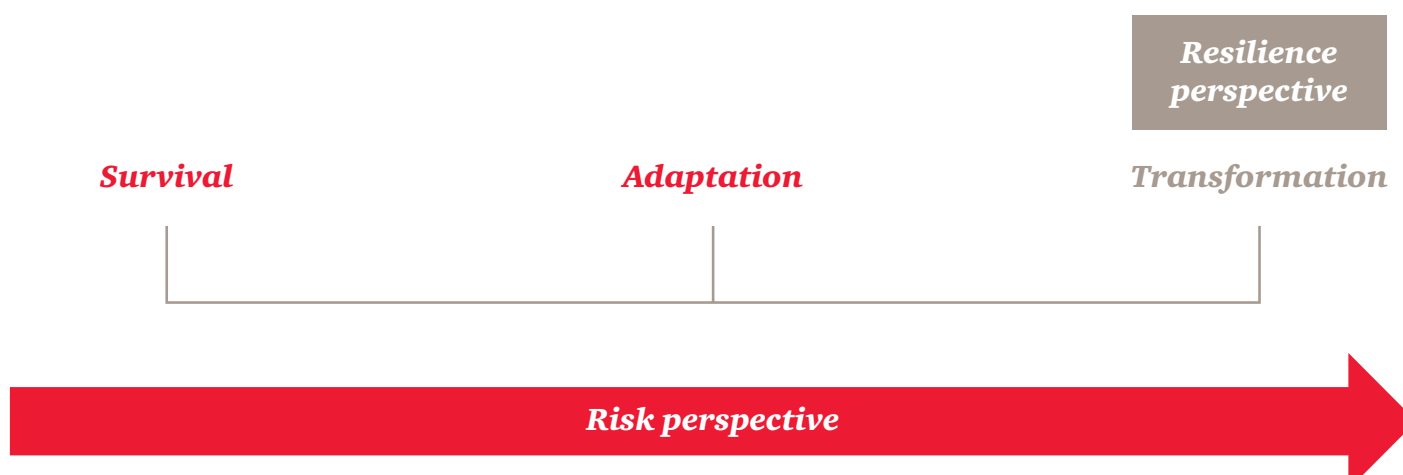 Resilience
perspective
Survival
Adaptation
Transformation
Risk perspective